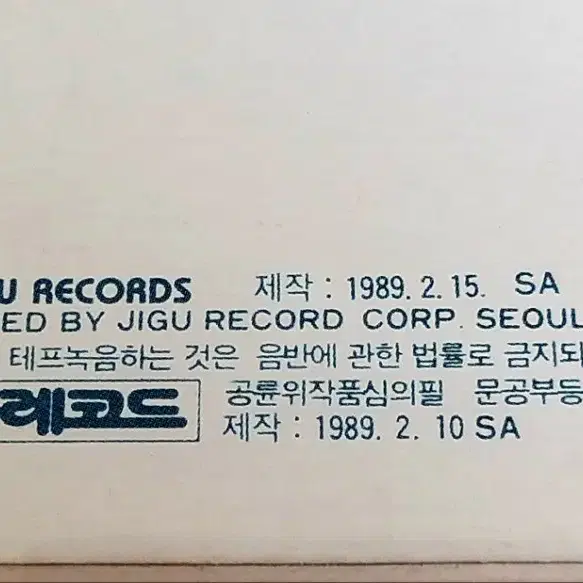 U RECORDS 제작 : 1989. 2. 15. SA
ED BY JIGU RECORD CORP. SEOUL
테프녹음하는 것은 음반에 관한 법률로 금지되
레코드 공륜위작품심의필 문공부등
제작 : 1989. 2. 10 SA